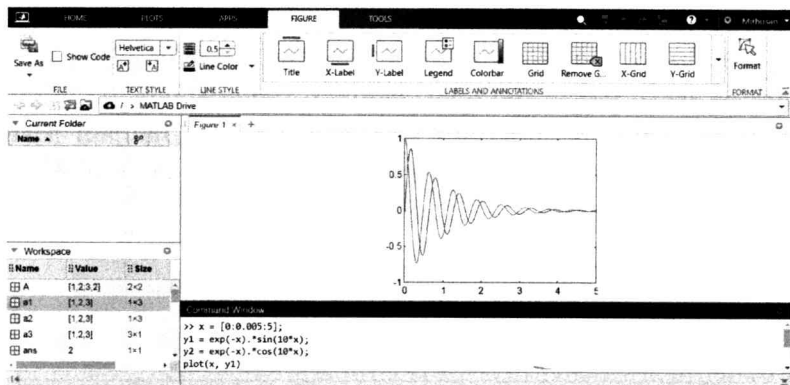 HOME PLOTS APPS FIGURE TOOLS
Save As
Show Code
Helvetica
0.5
Line Color
Title X-Label Y-Label Legend Colorbar Grid Remove G... X-Grid Y-Grid
Format
FILE TEXT STYLE LINE STYLE LABELS AND ANNOTATIONS FORMAT
/ > MATLAB Drive
Current Folder
Name
Figure 1 × +
1
0.5
0
-0.5
-1
0 1 2 3 4 5
Workspace
Name Value Size
A [1,2;3,2] 2×2
a1 [1,2,3] 1×3
a2 [1,2,3] 1×3
a3 [1;2;3] 3×1
ans 2 1×1
Command Window
>> x = [0:0.005:5];
y1 = exp(-x).*sin(10*x);
y2 = exp(-x).*cos(10*x);
plot(x, y1)